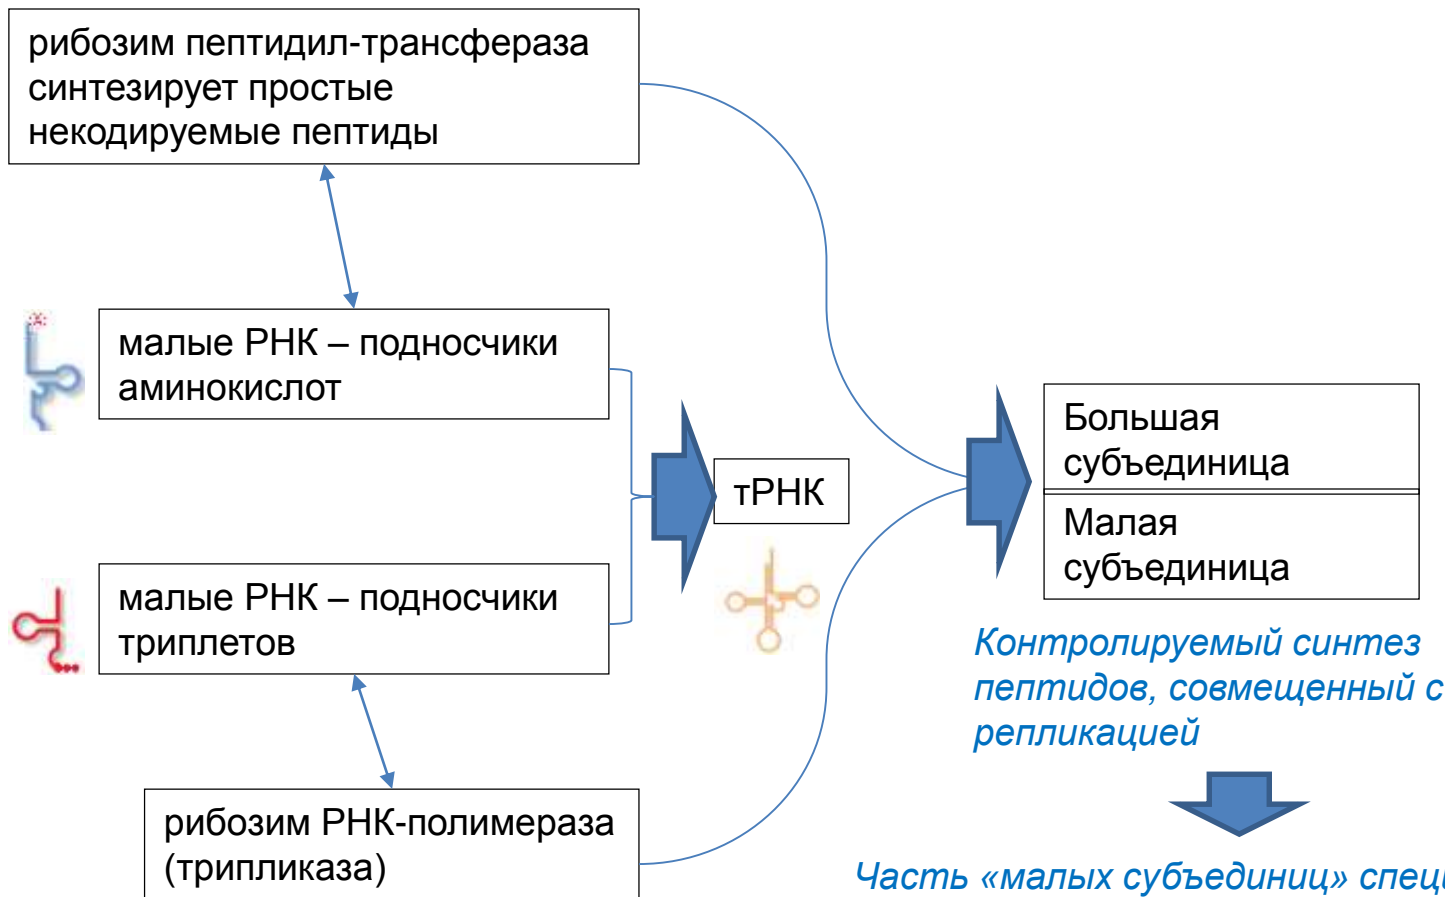 рибозим пептидил-трансфераза
синтезирует простые
некодируемые пептиды
малые РНК – подносчики
аминокислот
тРНК
Большая
субъединица
Малая
субъединица
малые РНК – подносчики
триплетов
Контролируемый синтез
пептидов, совмещенный с
репликацией
рибозим РНК-полимераза
(трипликаза)
Часть «малых субъединиц»